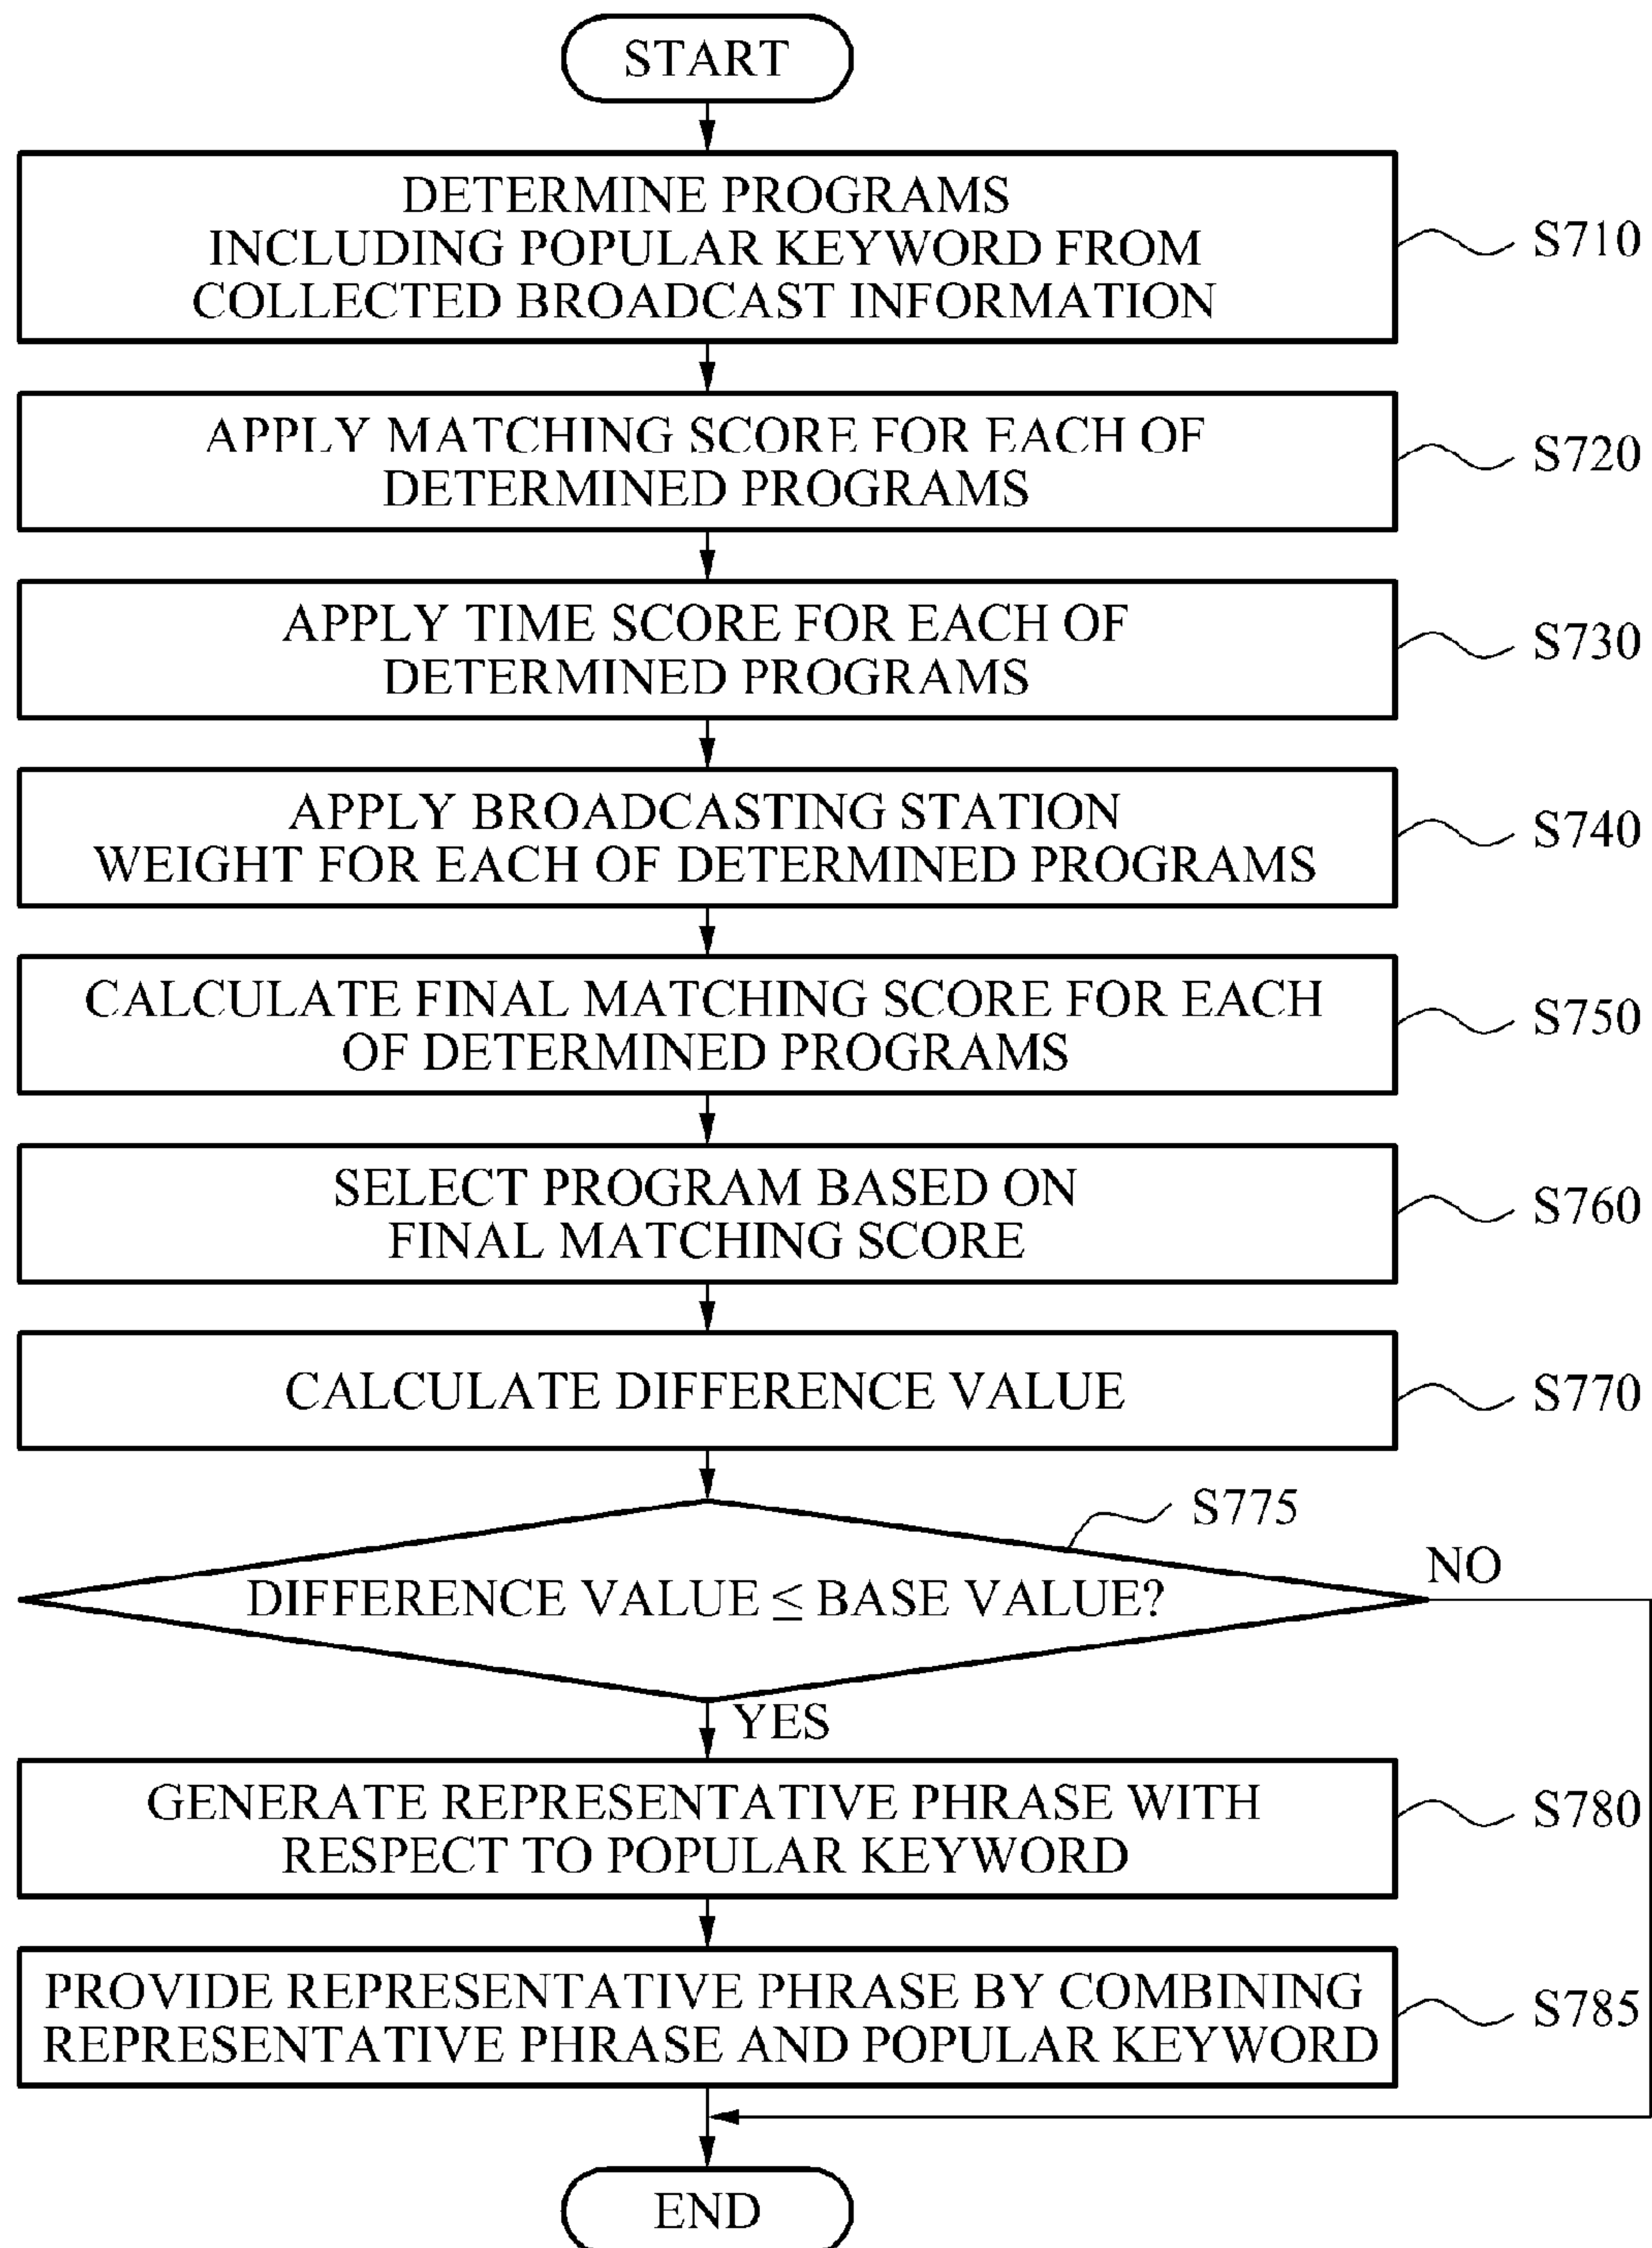 START
DETERMINE PROGRAMS
INCLUDING POPULAR KEYWORD FROM
COLLECTED BROADCAST INFORMATION
S710
APPLY MATCHING SCORE FOR EACH OF
DETERMINED PROGRAMS
S720
APPLY TIME SCORE FOR EACH OF
DETERMINED PROGRAMS
S730
APPLY BROADCASTING STATION
WEIGHT FOR EACH OF DETERMINED PROGRAMS
S740
CALCULATE FINAL MATCHING SCORE FOR EACH
OF DETERMINED PROGRAMS
S750
SELECT PROGRAM BASED ON
FINAL MATCHING SCORE
S760
CALCULATE DIFFERENCE VALUE
S770
S775
DIFFERENCE VALUE ≤ BASE VALUE?
NO
YES
GENERATE REPRESENTATIVE PHRASE WITH
RESPECT TO POPULAR KEYWORD
S780
PROVIDE REPRESENTATIVE PHRASE BY COMBINING
REPRESENTATIVE PHRASE AND POPULAR KEYWORD
S785
END